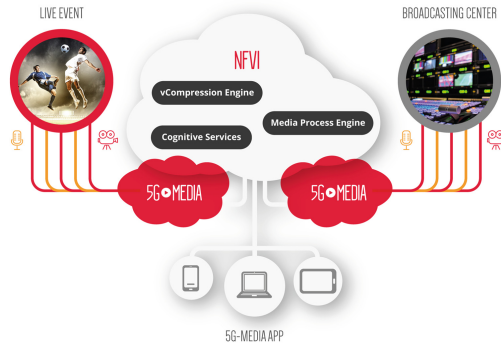 LIVE EVENT
BROADCASTING CENTER
NFVI
vCompression Engine
Media Process Engine
Cognitive Services
5G MEDIA
5G MEDIA
5G-MEDIA APP